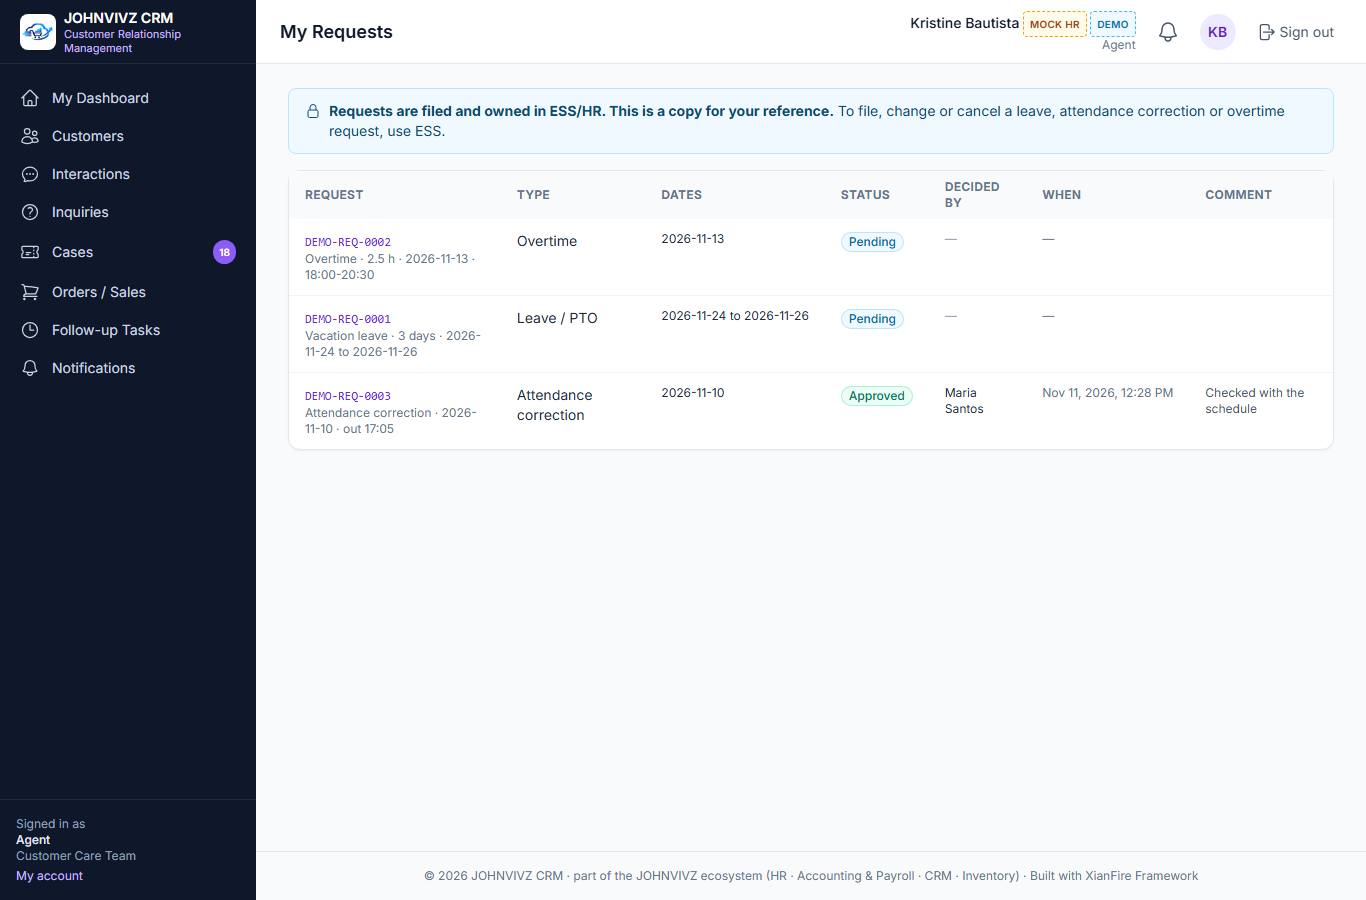 JOHNVIVZ CRM
Customer Relationship
Management
My Dashboard
Customers
Interactions
Inquiries
Cases
18
Orders / Sales
Follow-up Tasks
Notifications
Signed in as
Agent
Customer Care Team
My account
My Requests
Kristine Bautista MOCK HR DEMO
Agent
KB
Sign out
Requests are filed and owned in ESS/HR. This is a copy for your reference. To file, change or cancel a leave, attendance correction or overtime
request, use ESS.
REQUEST TYPE DATES STATUS DECIDED BY WHEN COMMENT
DEMO-REQ-0002 Overtime 2026-11-13 Pending — —
Overtime · 2.5 h · 2026-11-13 ·
18:00-20:30
DEMO-REQ-0001 Leave / PTO 2026-11-24 to 2026-11-26 Pending — —
Vacation leave · 3 days · 2026-
11-24 to 2026-11-26
DEMO-REQ-0003 Attendance correction 2026-11-10 Approved Maria Santos Nov 11, 2026, 12:28 PM Checked with the schedule
Attendance correction · 2026-
11-10 · out 17:05
© 2026 JOHNVIVZ CRM · part of the JOHNVIVZ ecosystem (HR · Accounting & Payroll · CRM · Inventory) · Built with XianFire Framework